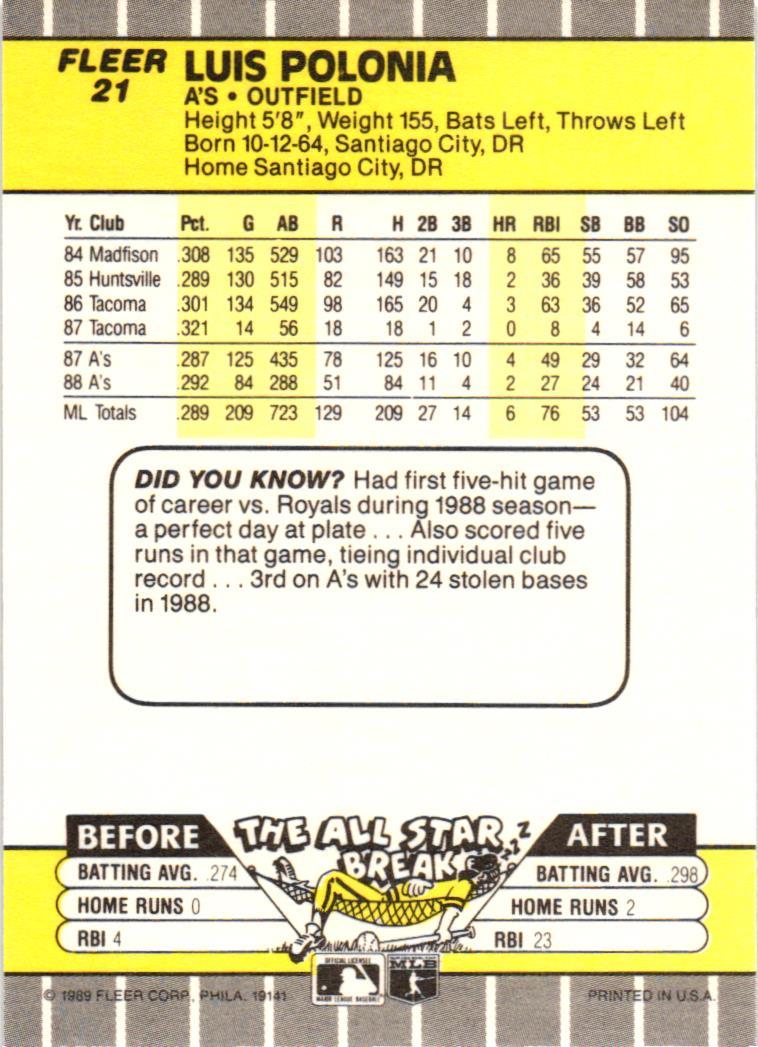 FLEER
21
LUIS POLONIA
A'S • OUTFIELD
Height 5'8", Weight 155, Bats Left, Throws Left
Born 10-12-64, Santiago City, DR
Home Santiago City, DR
Yr. Club Pct. G AB R H 2B 3B HR RBI SB BB SO
84 Madfison .308 135 529 103 163 21 10 8 65 55 57 95
85 Huntsville .289 130 515 82 149 15 18 2 36 39 58 53
86 Tacoma .301 134 549 98 165 20 4 3 63 36 52 65
87 Tacoma .321 14 56 18 18 1 2 0 8 4 14 6
87 A's .287 125 435 78 125 16 10 4 49 29 32 64
88 A's .292 84 288 51 84 11 4 2 27 24 21 40
ML Totals .289 209 723 129 209 27 14 6 76 53 53 104
DID YOU KNOW? Had first five-hit game
of career vs. Royals during 1988 season—
a perfect day at plate . . . Also scored five
runs in that game, tieing individual club
record . . . 3rd on A's with 24 stolen bases
in 1988.
THE ALL STAR
BREAK
ZZZ
BEFORE
BATTING AVG. .274
HOME RUNS 0
RBI 4
AFTER
BATTING AVG. .298
HOME RUNS 2
RBI 23
OFFICIAL LICENSEE
MAJOR LEAGUE BASEBALL
MLB
© 1989 FLEER CORP., PHILA. 19141
PRINTED IN U.S.A.